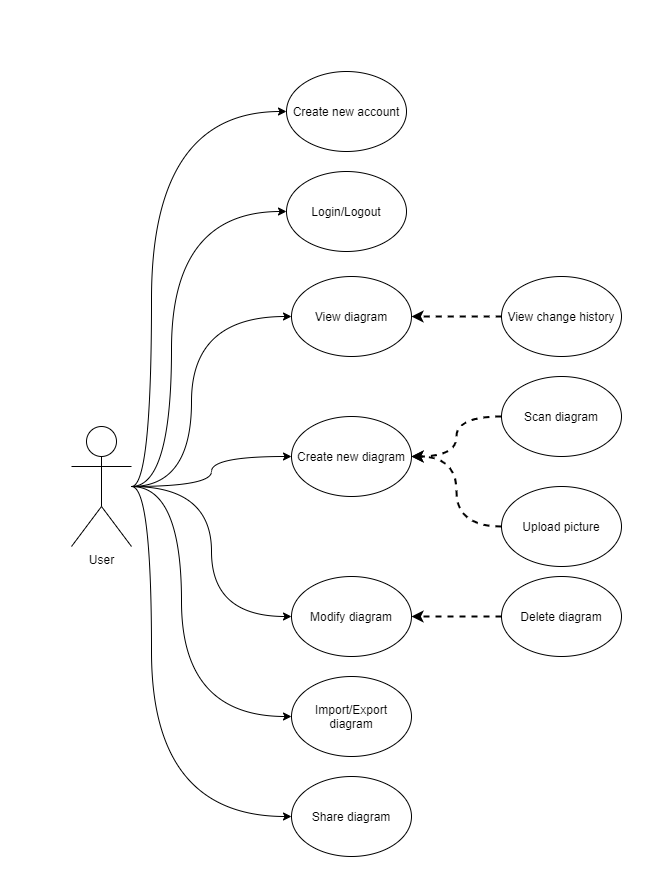 Create new account
Login/Logout
View diagram
View change history
Scan diagram
Create new diagram
Upload picture
User
Modify diagram
Delete diagram
Import/Export
diagram
Share diagram